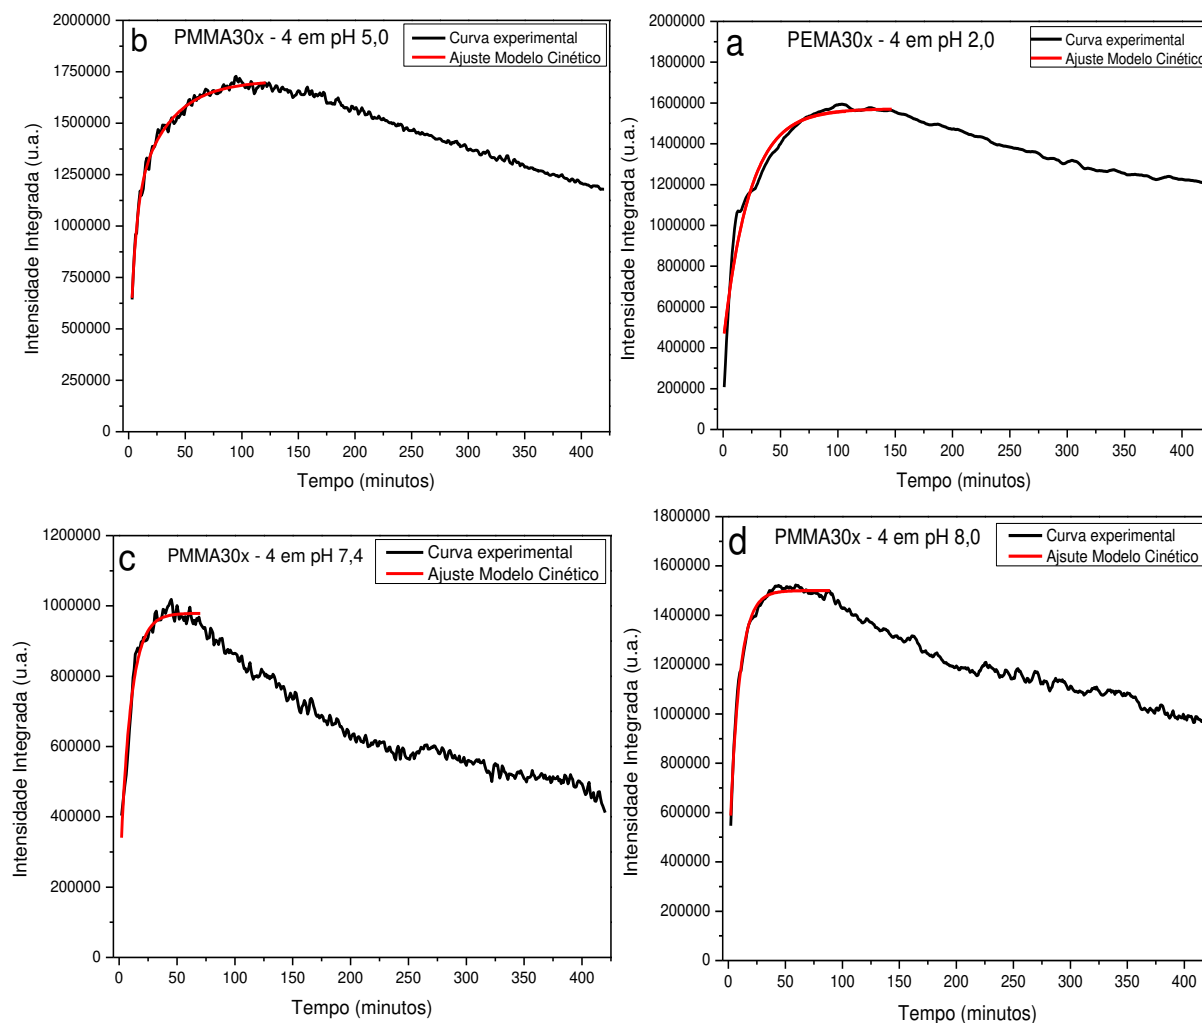 b
PMMA30x - 4 em pH 5,0
Curva experimental
Ajuste Modelo Cinético
Intensidade Integrada (u.a.)
2000000
1750000
1500000
1250000
1000000
750000
500000
250000
0
0 50 100 150 200 250 300 350 400
Tempo (minutos)
a
PEMA30x - 4 em pH 2,0
Curva experimental
Ajuste Modelo Cinético
Intensidade Integrada (u.a.)
2000000
1800000
1600000
1400000
1200000
1000000
800000
600000
400000
200000
0
0 50 100 150 200 250 300 350 400
Tempo (minutos)
c
PMMA30x - 4 em pH 7,4
Curva experimental
Ajuste Modelo Cinético
Intensidade Integrada (u.a.)
1200000
1000000
800000
600000
400000
200000
0
0 50 100 150 200 250 300 350 400
Tempo (minutos)
d
PMMA30x - 4 em pH 8,0
Curva experimental
Ajsute Modelo Cinético
Intensidade Integrada (u.a.)
1800000
1600000
1400000
1200000
1000000
800000
600000
400000
200000
0
0 50 100 150 200 250 300 350 400
Tempo (minutos)